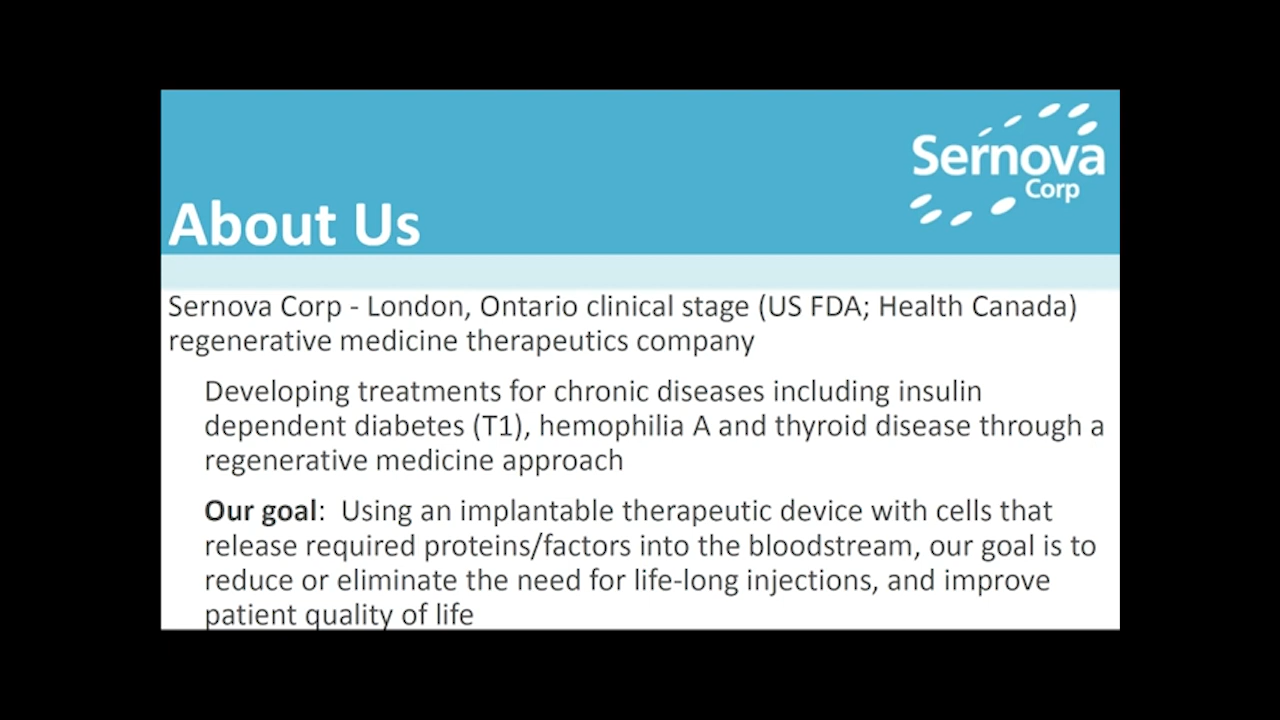 Sernova
Corp
About Us
Sernova Corp - London, Ontario clinical stage (US FDA; Health Canada)
regenerative medicine therapeutics company
Developing treatments for chronic diseases including insulin
dependent diabetes (T1), hemophilia A and thyroid disease through a
regenerative medicine approach
Our goal:  Using an implantable therapeutic device with cells that
release required proteins/factors into the bloodstream, our goal is to
reduce or eliminate the need for life-long injections, and improve
patient quality of life